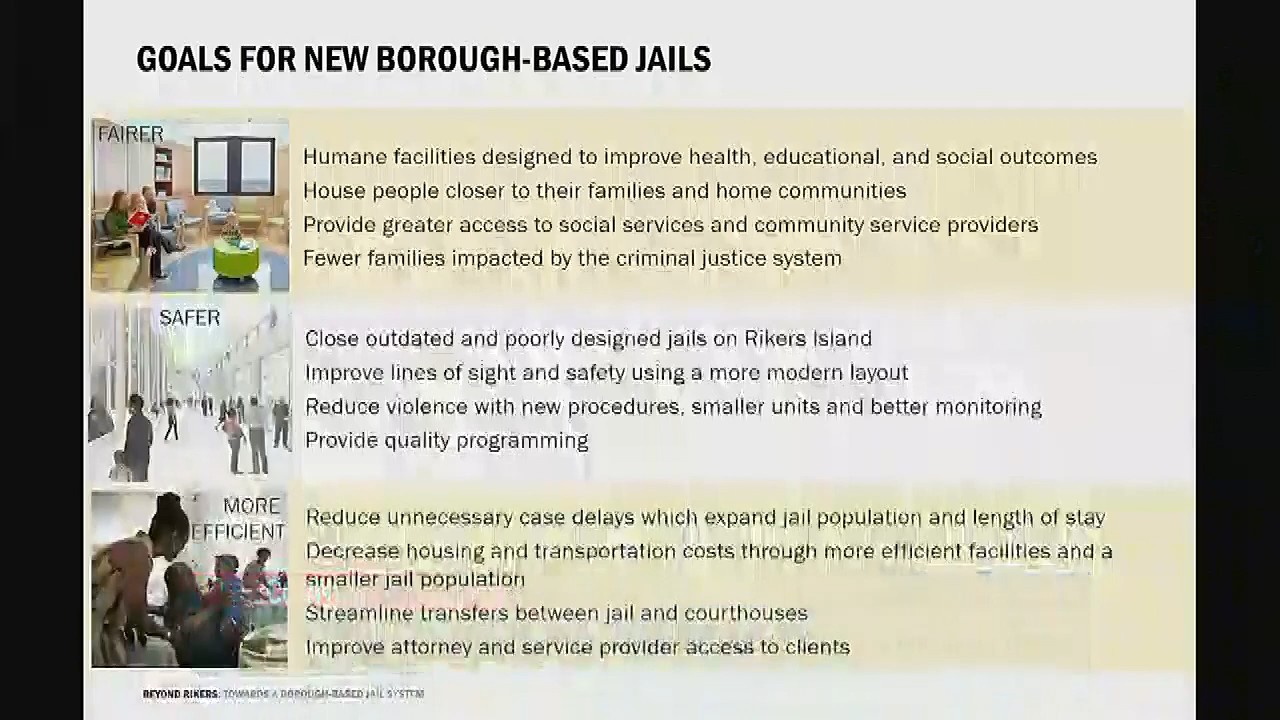 GOALS FOR NEW BOROUGH-BASED JAILS
FAIRER
Humane facilities designed to improve health, educational, and social outcomes
House people closer to their families and home communities
Provide greater access to social services and community service providers
Fewer families impacted by the criminal justice system
SAFER
Close outdated and poorly designed jails on Rikers Island
Improve lines of sight and safety using a more modern layout
Reduce violence with new procedures, smaller units and better monitoring
Provide quality programming
MORE
EFFICIENT
Reduce unnecessary case delays which expand jail population and length of stay
Decrease housing and transportation costs through more efficient facilities and a
smaller jail population
Streamline transfers between jail and courthouses
Improve attorney and service provider access to clients
BEYOND RIKERS: TOWARDS A BOROUGH-BASED JAIL SYSTEM